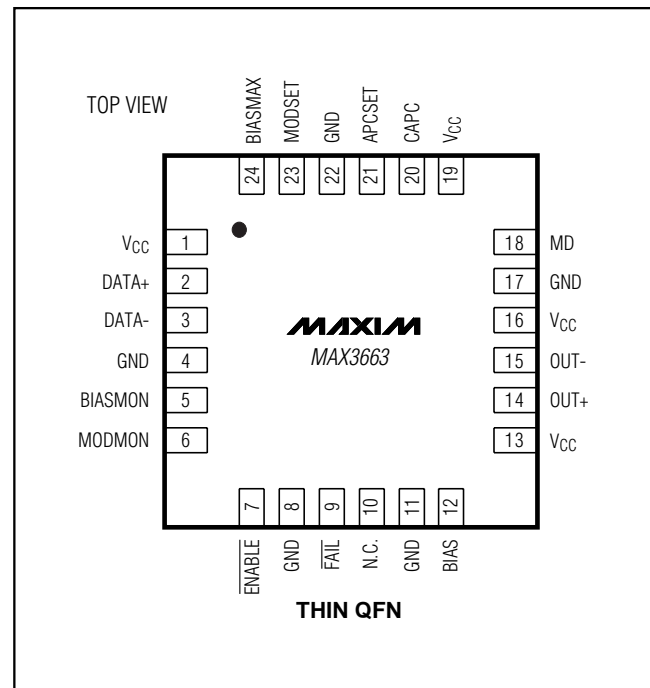 TOP VIEW
BIASMAX
MODSET
GND
APCSET
CAPC
VCC
24
23
22
21
20
19
VCC 1
DATA+ 2
DATA- 3
GND 4
BIASMON 5
MODMON 6
18 MD
17 GND
16 VCC
15 OUT-
14 OUT+
13 VCC
MAXIM
MAX3663
7
8
9
10
11
12
ENABLE
GND
FAIL
N.C.
GND
BIAS
THIN QFN